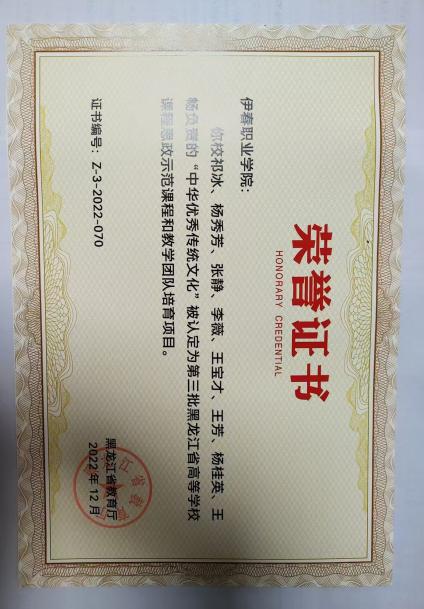 荣誉证书
HONORARY CREDENTIAL
伊春职业学院：
你校祁冰、杨秀芳、张静、李薇、王宝才、王芳、杨桂英、王
杨负责的“中华优秀传统文化”被认定为第三批黑龙江省高等学校
课程思政示范课程和教学团队培育项目。
证书编号：Z-3-2022-070
黑龙江省教育厅
2022年12月